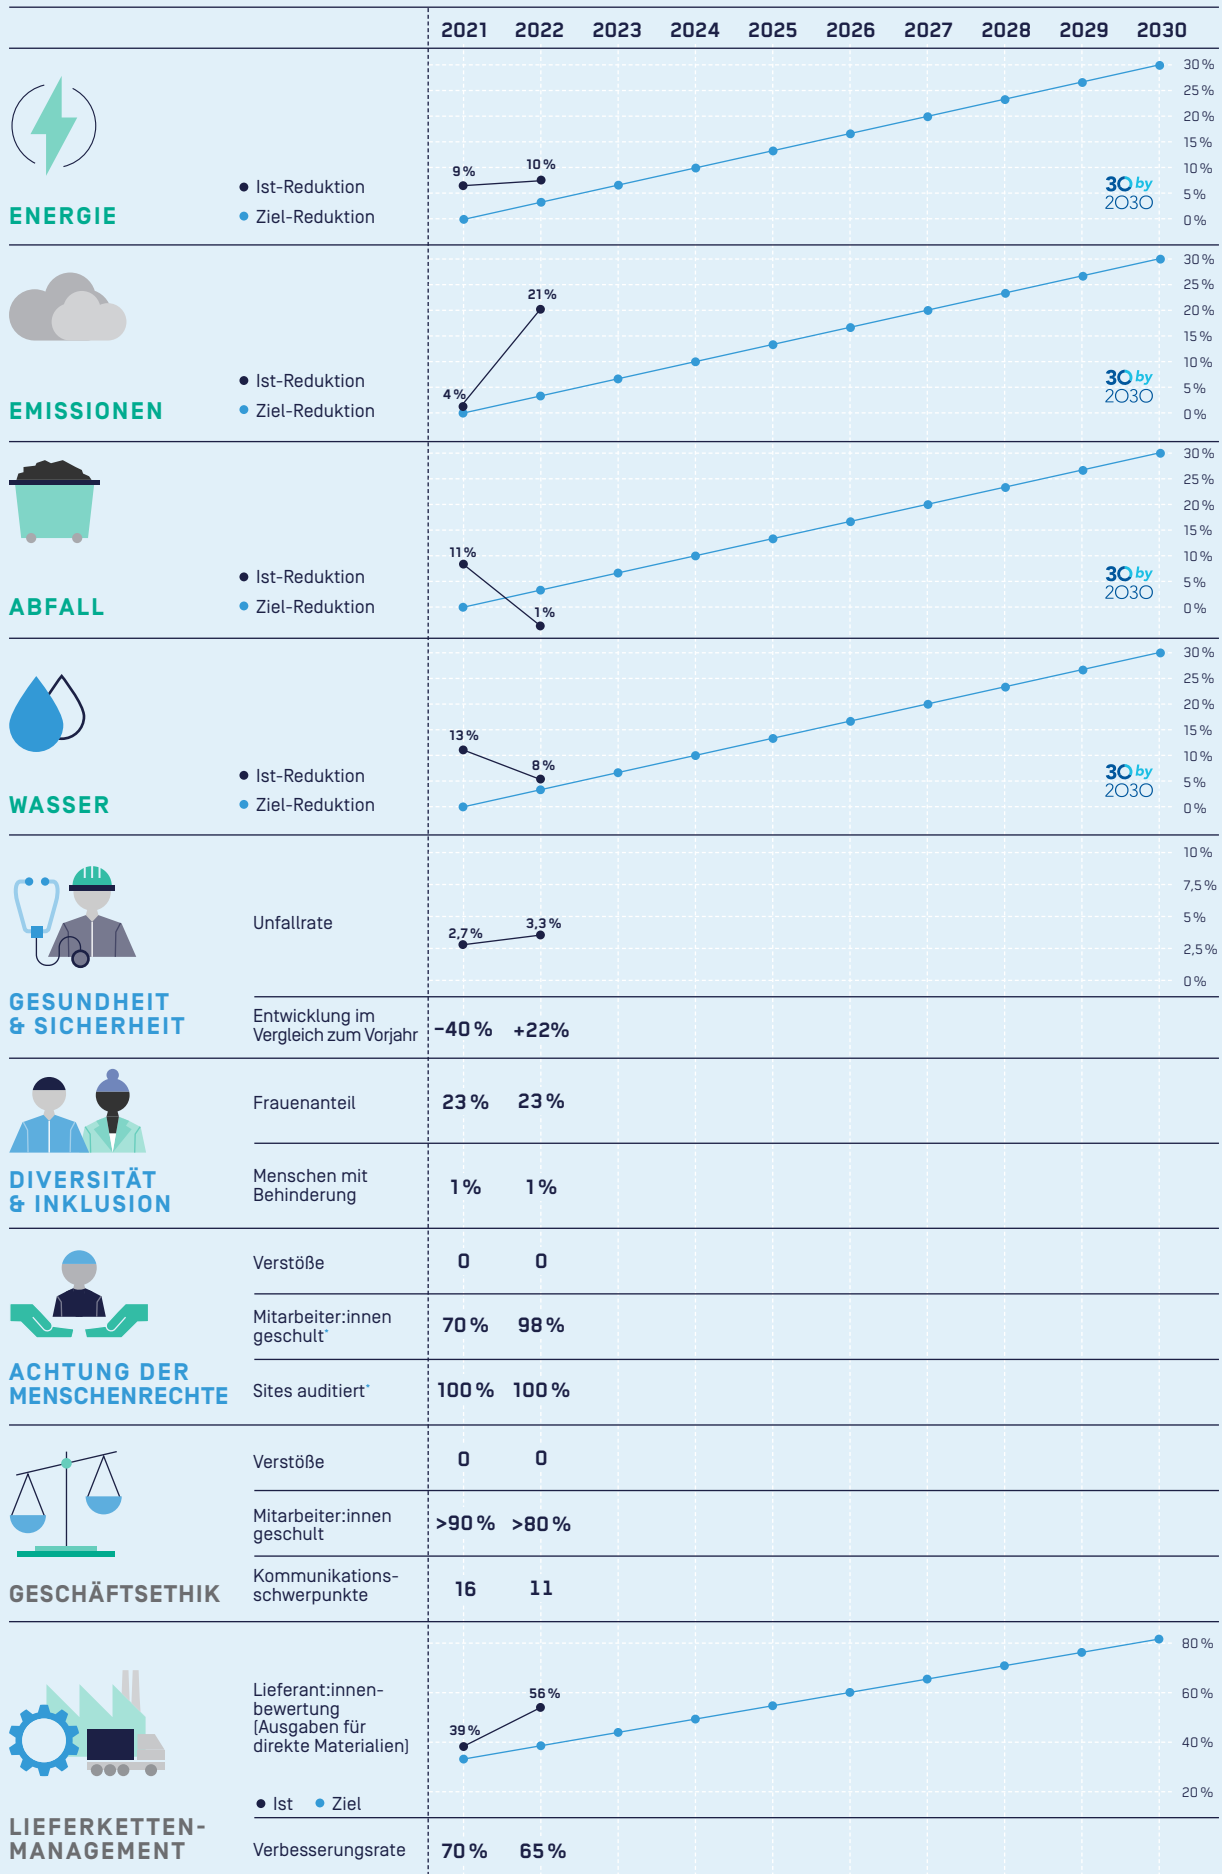 2021 2022 2023 2024 2025 2026 2027 2028 2029 2030
ENERGIE
Ist-Reduktion
Ziel-Reduktion
9 %
10 %
30 %
25 %
20 %
15 %
10 %
5 %
0 %
30 by
2030
EMISSIONEN
Ist-Reduktion
Ziel-Reduktion
4 %
21 %
30 %
25 %
20 %
15 %
10 %
5 %
0 %
30 by
2030
ABFALL
Ist-Reduktion
Ziel-Reduktion
11 %
1 %
30 %
25 %
20 %
15 %
10 %
5 %
0 %
30 by
2030
WASSER
Ist-Reduktion
Ziel-Reduktion
13 %
8 %
30 %
25 %
20 %
15 %
10 %
5 %
0 %
30 by
2030
GESUNDHEIT
& SICHERHEIT
Unfallrate
2,7 %
3,3 %
10 %
7,5 %
5 %
2,5 %
0 %
Entwicklung im
Vergleich zum Vorjahr
−40 % +22%
DIVERSITÄT
& INKLUSION
Frauenanteil
23 % 23 %
Menschen mit
Behinderung
1 % 1 %
ACHTUNG DER
MENSCHENRECHTE
Verstöße
0 0
Mitarbeiter:innen
geschult*
70 % 98 %
Sites auditiert*
100 % 100 %
GESCHÄFTSETHIK
Verstöße
0 0
Mitarbeiter:innen
geschult
>90 % >80 %
Kommunikations-
schwerpunkte
16 11
LIEFERKETTEN-
MANAGEMENT
Lieferant:innen-
bewertung
(Ausgaben für
direkte Materialien)
Ist Ziel
39 %
56 %
80 %
60 %
40 %
20 %
Verbesserungsrate
70 % 65 %